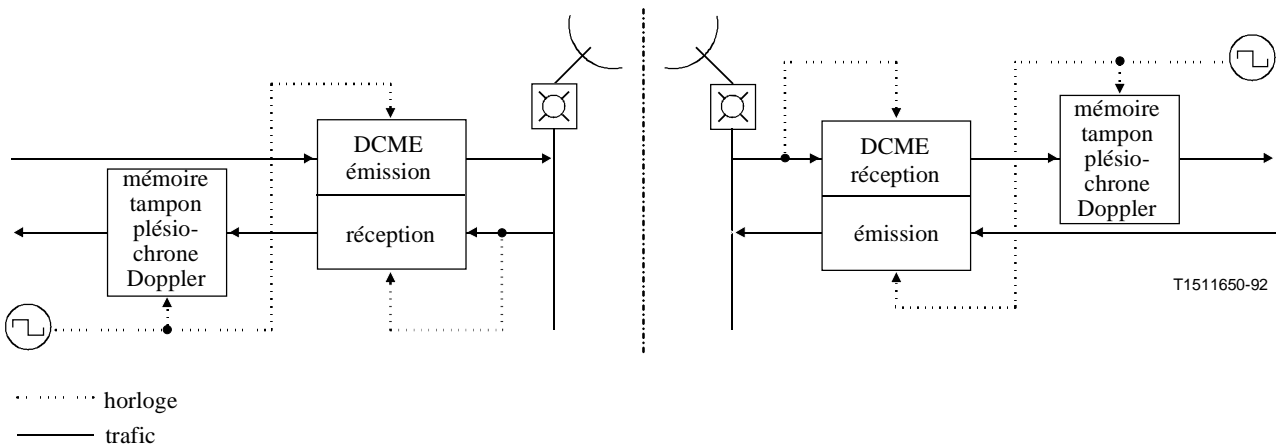 DCME
émission
réception
mémoire
tampon
plésio-
chrone
Doppler
DCME
réception
émission
mémoire
tampon
plésio-
chrone
Doppler
T1511650-92
horloge
trafic